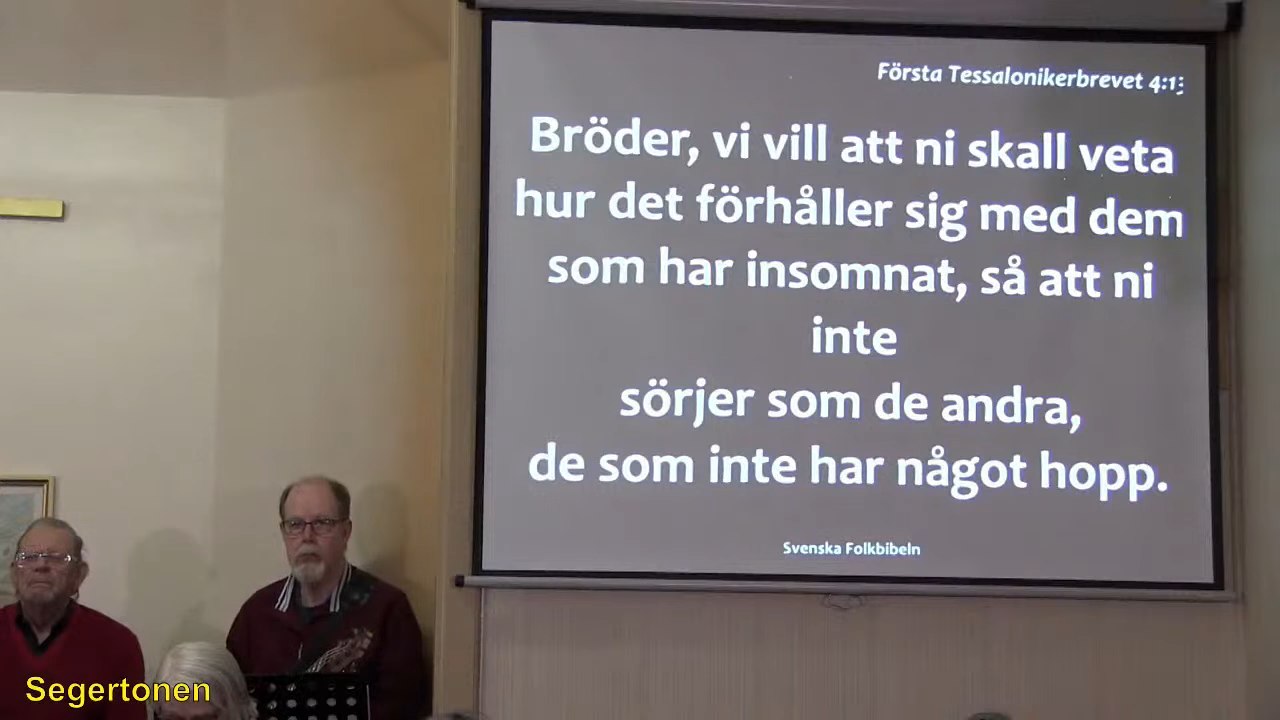 Första Tessalonikerbrevet 4:13
Bröder, vi vill att ni skall veta
hur det förhåller sig med dem
som har insomnat, så att ni
inte
sörjer som de andra,
de som inte har något hopp.
Svenska Folkbibeln
Segertonen